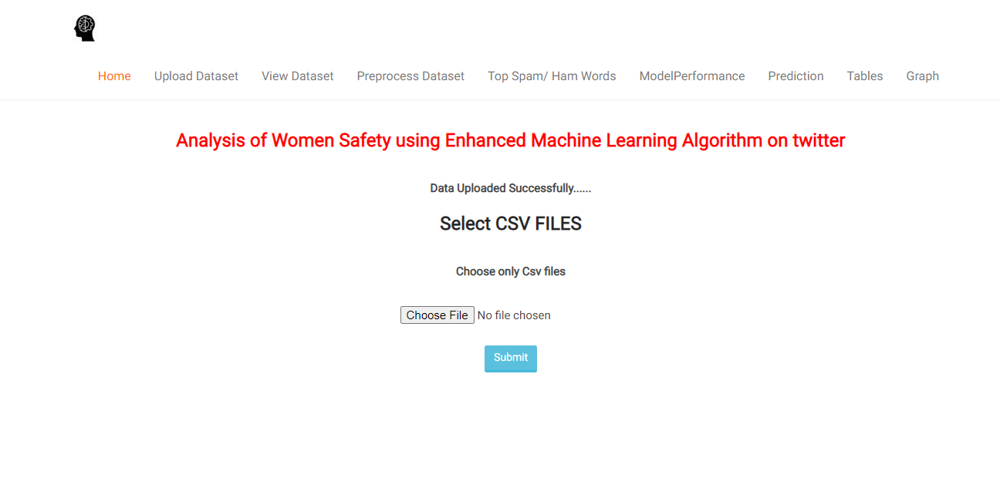 Home Upload Dataset View Dataset Preprocess Dataset Top Spam/ Ham Words ModelPerformance Prediction Tables Graph
Analysis of Women Safety using Enhanced Machine Learning Algorithm on twitter
Data Uploaded Successfully......
Select CSV FILES
Choose only Csv files
Choose File No file chosen
Submit